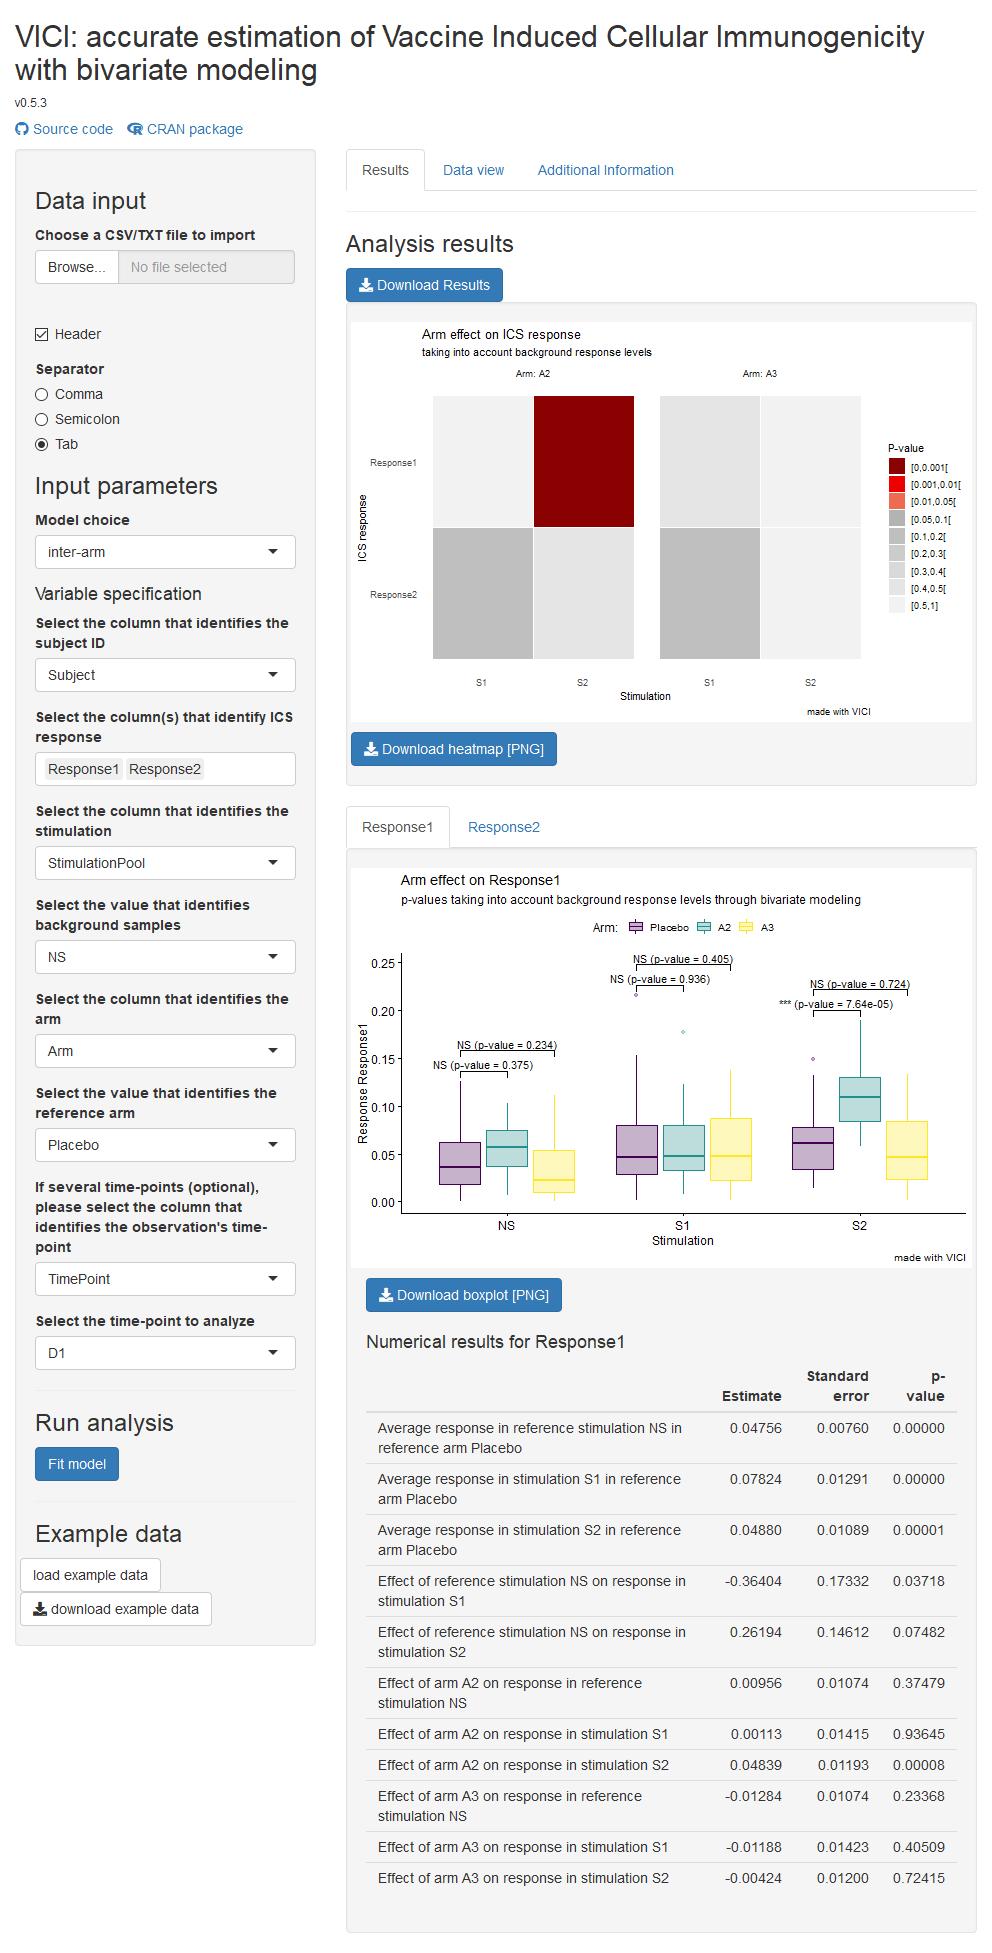 VICI: accurate estimation of Vaccine Induced Cellular Immunogenicity
with bivariate modeling
v0.5.3
Source code CRAN package
Data input
Choose a CSV/TXT file to import
Browse... No file selected
Header
Separator
Comma
Semicolon
Tab
Input parameters
Model choice
inter-arm
Variable specification
Select the column that identifies the
subject ID
Subject
Select the column(s) that identify ICS
response
Response1 Response2
Select the column that identifies the
stimulation
StimulationPool
Select the value that identifies
background samples
NS
Select the column that identifies the
arm
Arm
Select the value that identifies the
reference arm
Placebo
If several time-points (optional),
please select the column that
identifies the observation's time-
point
TimePoint
Select the time-point to analyze
D1
Run analysis
Fit model
Example data
load example data
download example data
Results Data view Additional Information
Analysis results
Download Results
Arm effect on ICS response
taking into account background response levels
Arm: A2 Arm: A3
ICS response
Response1
Response2
S1 S2 S1 S2
Stimulation
made with VICI
P-value
[0,0.001[
[0.001,0.01[
[0.01,0.05[
[0.05,0.1[
[0.1,0.2[
[0.2,0.3[
[0.3,0.4[
[0.4,0.5[
[0.5,1]
Download heatmap [PNG]
Response1 Response2
Arm effect on Response1
p-values taking into account background response levels through bivariate modeling
Arm: Placebo A2 A3
Response Response1
0.25
0.20
0.15
0.10
0.05
0.00
NS (p-value = 0.234)
NS (p-value = 0.375)
NS (p-value = 0.405)
NS (p-value = 0.936)
NS (p-value = 0.724)
*** (p-value = 7.64e-05)
NS S1 S2
Stimulation
made with VICI
Download boxplot [PNG]
Numerical results for Response1
Estimate Standard error p-value
Average response in reference stimulation NS in 0.04756 0.00760 0.00000
reference arm Placebo
Average response in stimulation S1 in reference 0.07824 0.01291 0.00000
arm Placebo
Average response in stimulation S2 in reference 0.04880 0.01089 0.00001
arm Placebo
Effect of reference stimulation NS on response in -0.36404 0.17332 0.03718
stimulation S1
Effect of reference stimulation NS on response in 0.26194 0.14612 0.07482
stimulation S2
Effect of arm A2 on response in reference 0.00956 0.01074 0.37479
stimulation NS
Effect of arm A2 on response in stimulation S1 0.00113 0.01415 0.93645
Effect of arm A2 on response in stimulation S2 0.04839 0.01193 0.00008
Effect of arm A3 on response in reference -0.01284 0.01074 0.23368
stimulation NS
Effect of arm A3 on response in stimulation S1 -0.01188 0.01423 0.40509
Effect of arm A3 on response in stimulation S2 -0.00424 0.01200 0.72415